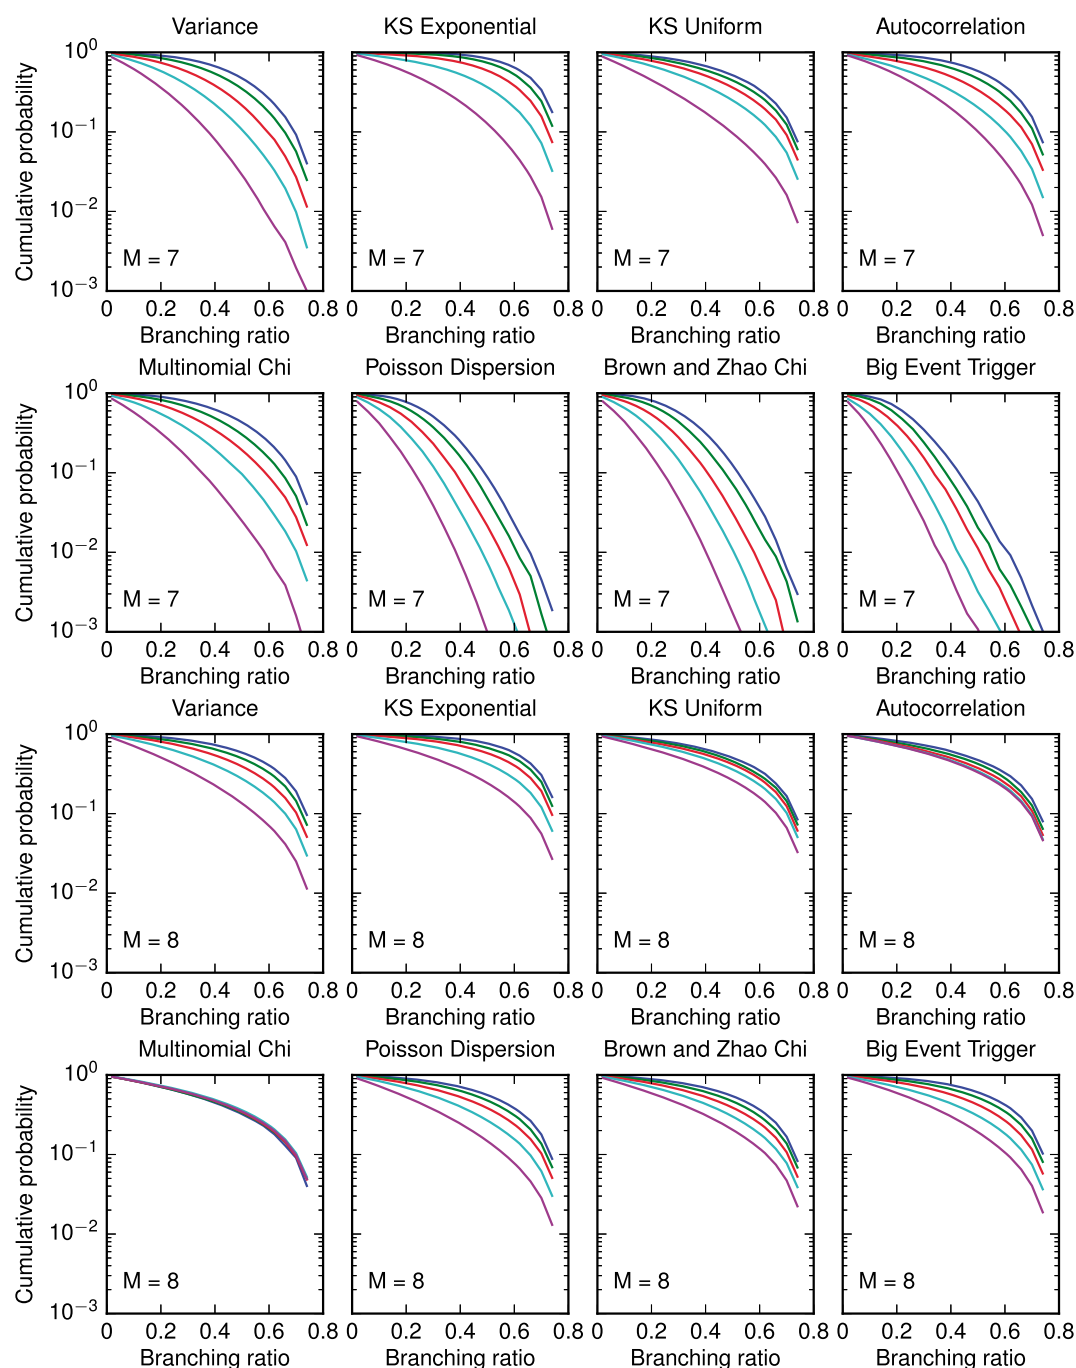 Variance KS Exponential KS Uniform Autocorrelation
Cumulative probability
10^0
10^−1
10^−2
10^−3
M = 7 M = 7 M = 7 M = 7
0 0.2 0.4 0.6 0.8 0 0.2 0.4 0.6 0.8 0 0.2 0.4 0.6 0.8 0 0.2 0.4 0.6 0.8
Branching ratio Branching ratio Branching ratio Branching ratio
Multinomial Chi Poisson Dispersion Brown and Zhao Chi Big Event Trigger
Cumulative probability
10^0
10^−1
10^−2
10^−3
M = 7 M = 7 M = 7 M = 7
0 0.2 0.4 0.6 0.8 0 0.2 0.4 0.6 0.8 0 0.2 0.4 0.6 0.8 0 0.2 0.4 0.6 0.8
Branching ratio Branching ratio Branching ratio Branching ratio
Variance KS Exponential KS Uniform Autocorrelation
Cumulative probability
10^0
10^−1
10^−2
10^−3
M = 8 M = 8 M = 8 M = 8
0 0.2 0.4 0.6 0.8 0 0.2 0.4 0.6 0.8 0 0.2 0.4 0.6 0.8 0 0.2 0.4 0.6 0.8
Branching ratio Branching ratio Branching ratio Branching ratio
Multinomial Chi Poisson Dispersion Brown and Zhao Chi Big Event Trigger
Cumulative probability
10^0
10^−1
10^−2
10^−3
M = 8 M = 8 M = 8 M = 8
0 0.2 0.4 0.6 0.8 0 0.2 0.4 0.6 0.8 0 0.2 0.4 0.6 0.8 0 0.2 0.4 0.6 0.8
Branching ratio Branching ratio Branching ratio Branching ratio